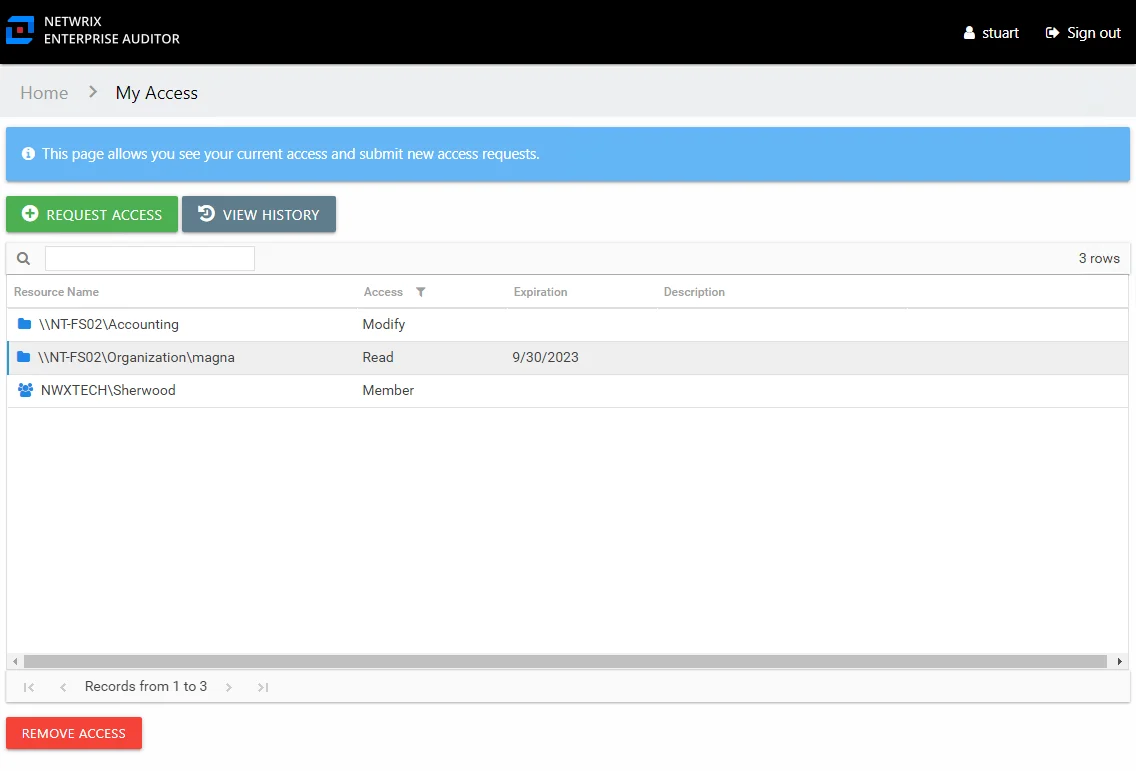 NETWRIX
ENTERPRISE AUDITOR
stuart
Sign out
Home
My Access
This page allows you see your current access and submit new access requests.
REQUEST ACCESS
VIEW HISTORY
3 rows
Resource Name Access Expiration Description
\\NT-FS02\Accounting Modify
\\NT-FS02\Organization\magna Read 9/30/2023
NWXTECH\Sherwood Member
Records from 1 to 3
REMOVE ACCESS